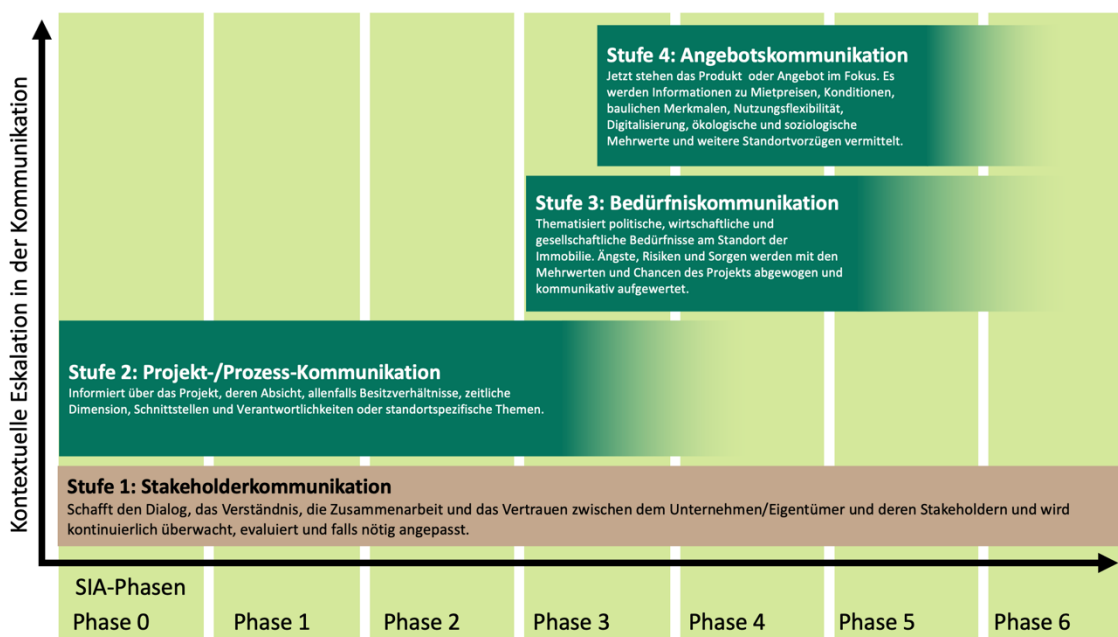 Kontextuelle Eskalation in der Kommunikation
Stufe 4: Angebotskommunikation
Jetzt stehen das Produkt oder Angebot im Fokus. Es
werden Informationen zu Mietpreisen, Konditionen,
baulichen Merkmalen, Nutzungsflexibilität,
Digitalisierung, ökologische und soziologische
Mehrwerte und weitere Standortvorzügen vermittelt.
Stufe 3: Bedürfniskommunikation
Thematisiert politische, wirtschaftliche und
gesellschaftliche Bedürfnisse am Standort der
Immobilie. Ängste, Risiken und Sorgen werden mit den
Mehrwerten und Chancen des Projekts abgewogen und
kommunikativ aufgewertet.
Stufe 2: Projekt-/Prozess-Kommunikation
Informiert über das Projekt, deren Absicht, allenfalls Besitzverhältnisse, zeitliche
Dimension, Schnittstellen und Verantwortlichkeiten oder standortspezifische Themen.
Stufe 1: Stakeholderkommunikation
Schafft den Dialog, das Verständnis, die Zusammenarbeit und das Vertrauen zwischen dem Unternehmen/Eigentümer und deren Stakeholdern und wird
kontinuierlich überwacht, evaluiert und falls nötig angepasst.
SIA-Phasen
Phase 0
Phase 1
Phase 2
Phase 3
Phase 4
Phase 5
Phase 6